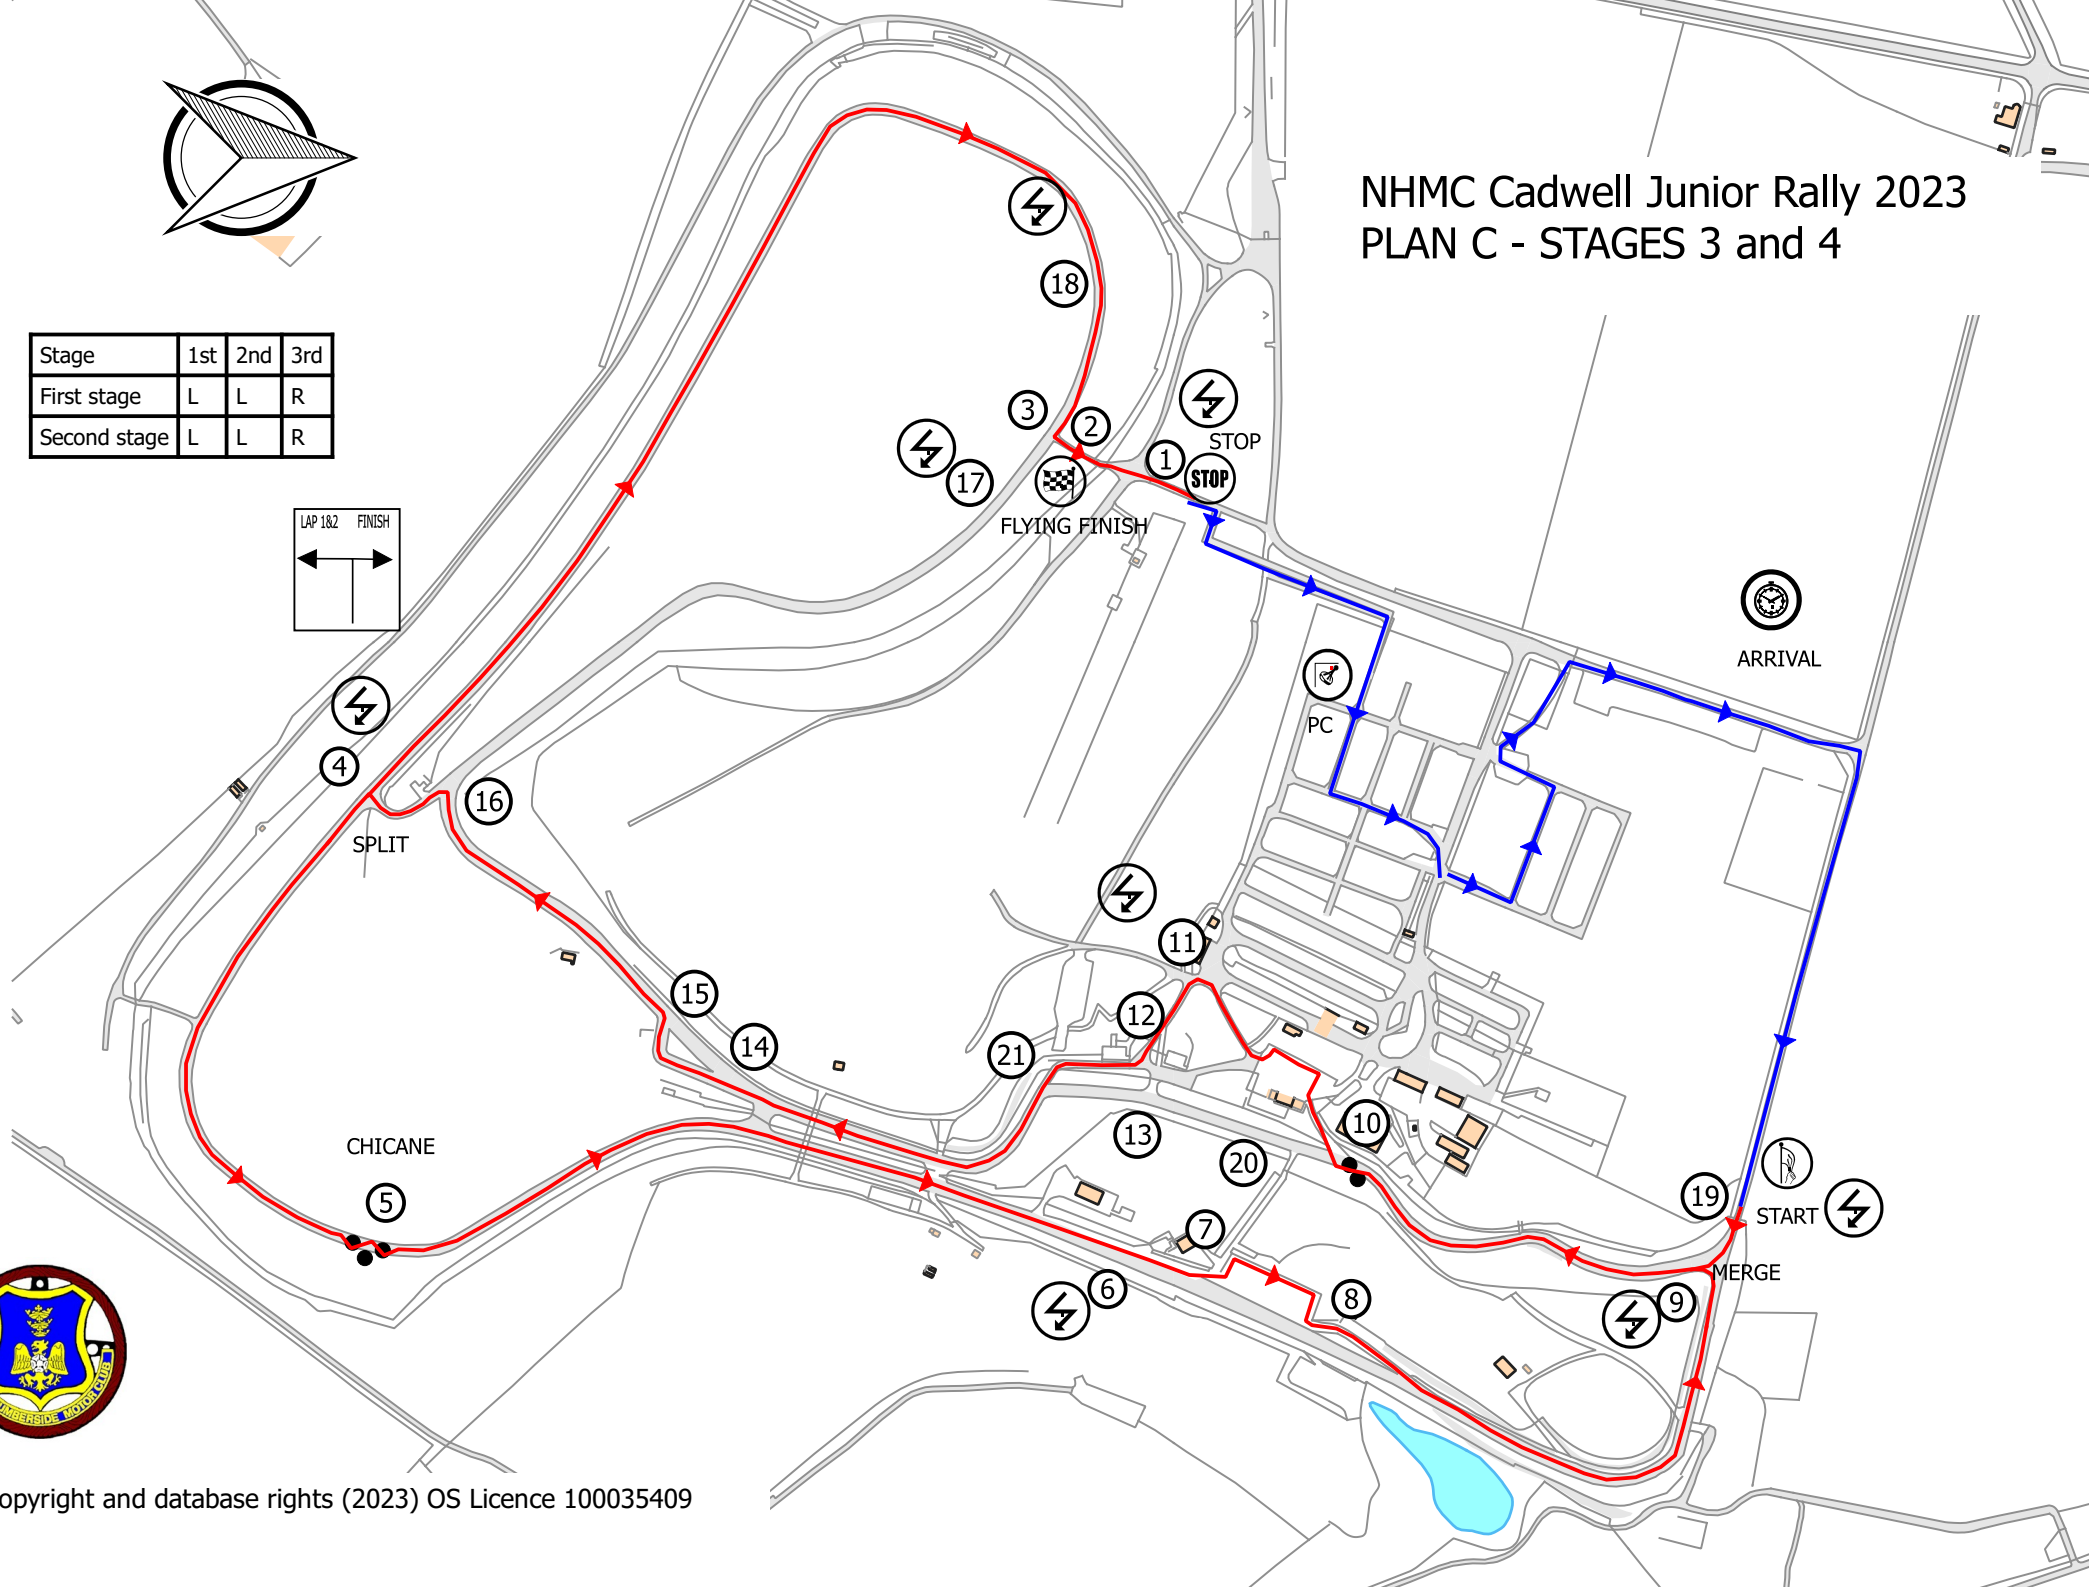 NHMC Cadwell Junior Rally 2023
PLAN C - STAGES 3 and 4
18
Stage 1st 2nd 3rd
First stage L L R
Second stage L L R
3
2
1
STOP
STOP
17
FLYING FINISH
LAP 1&2 FINISH
ARRIVAL
PC
4
16
SPLIT
11
15
12
14
21
CHICANE
10
13
20
5
19
START
7
MERGE
6
8
9
UMBERSIDE MOTOR CLUB
opyright and database rights (2023) OS Licence 100035409